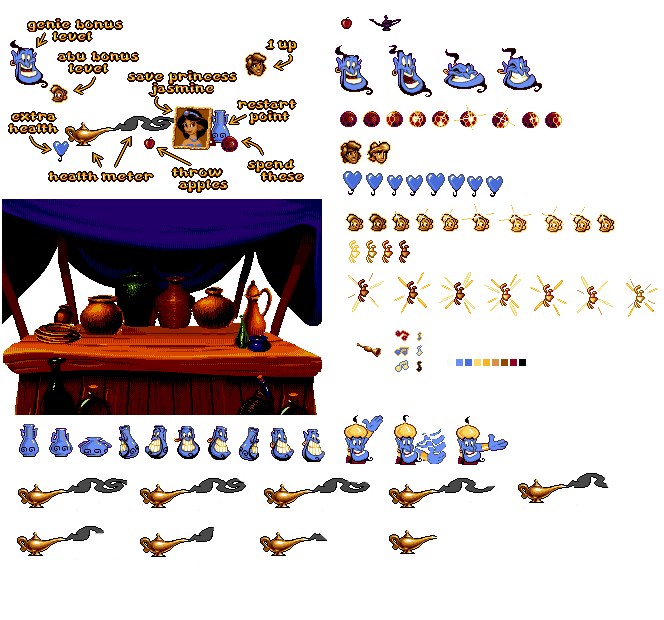 genie bonus
level
abu bonus
level
1 up
save princess
jasmine
restart
point
extra
health
health meter
throw
apples
spend
these